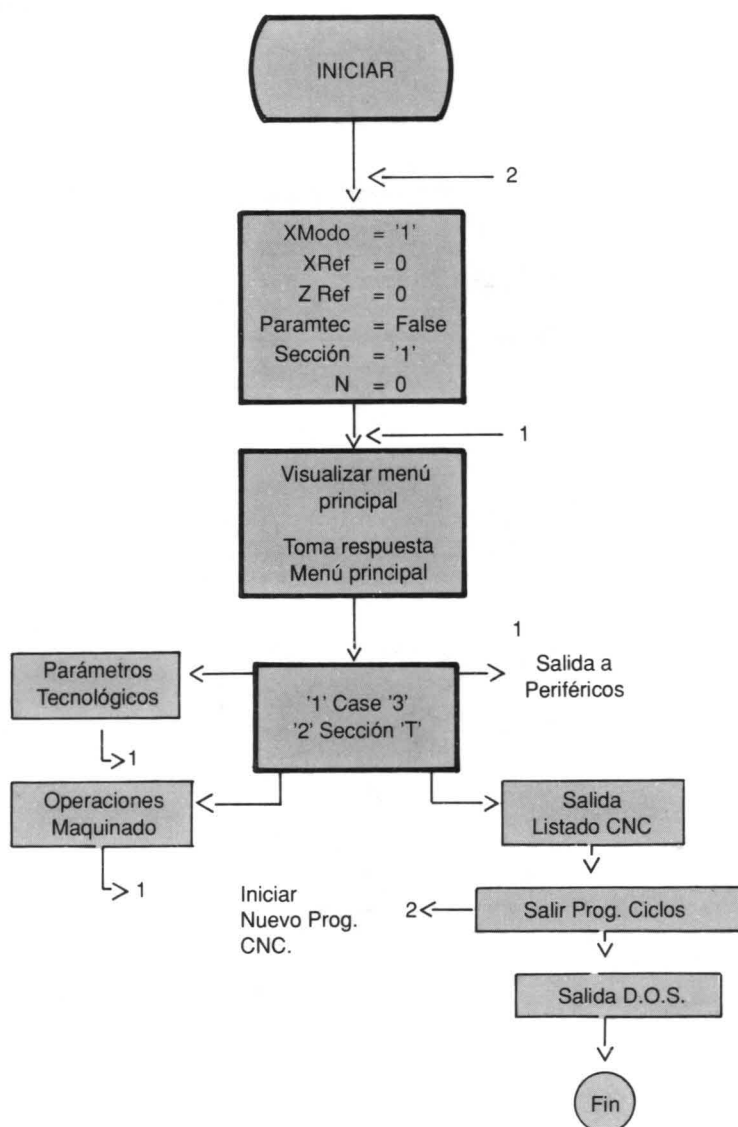 INICIAR
2
XModo = '1'
XRef = 0
Z Ref = 0
Paramtec = False
Sección = '1'
N = 0
1
Visualizar menú
principal
Toma respuesta
Menú principal
1
Parámetros
Tecnológicos
'1' Case '3'
'2' Sección 'T'
Salida a
Periféricos
1
Operaciones
Maquinado
Salida
Listado CNC
1
Iniciar
Nuevo Prog.
CNC.
2
Salir Prog. Ciclos
Salida D.O.S.
Fin